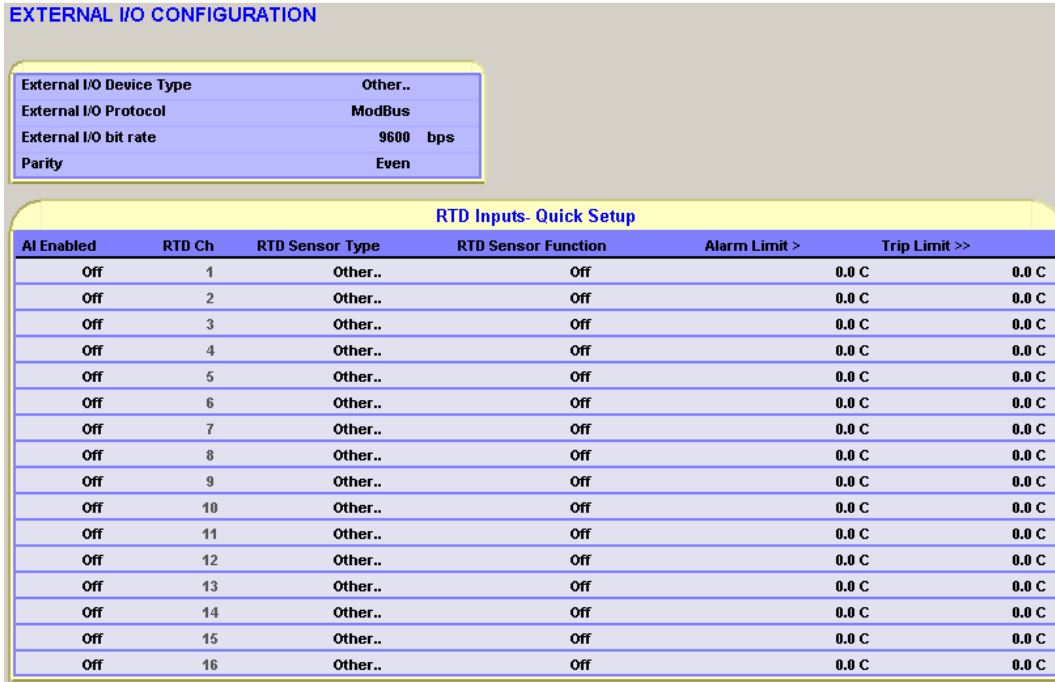 EXTERNAL I/O CONFIGURATION
External I/O Device Type Other..
External I/O Protocol ModBus
External I/O bit rate 9600 bps
Parity Even
RTD Inputs- Quick Setup
AI Enabled RTD Ch RTD Sensor Type RTD Sensor Function Alarm Limit > Trip Limit >>
Off 1 Other.. Off 0.0 C 0.0 C
Off 2 Other.. Off 0.0 C 0.0 C
Off 3 Other.. Off 0.0 C 0.0 C
Off 4 Other.. Off 0.0 C 0.0 C
Off 5 Other.. Off 0.0 C 0.0 C
Off 6 Other.. Off 0.0 C 0.0 C
Off 7 Other.. Off 0.0 C 0.0 C
Off 8 Other.. Off 0.0 C 0.0 C
Off 9 Other.. Off 0.0 C 0.0 C
Off 10 Other.. Off 0.0 C 0.0 C
Off 11 Other.. Off 0.0 C 0.0 C
Off 12 Other.. Off 0.0 C 0.0 C
Off 13 Other.. Off 0.0 C 0.0 C
Off 14 Other.. Off 0.0 C 0.0 C
Off 15 Other.. Off 0.0 C 0.0 C
Off 16 Other.. Off 0.0 C 0.0 C